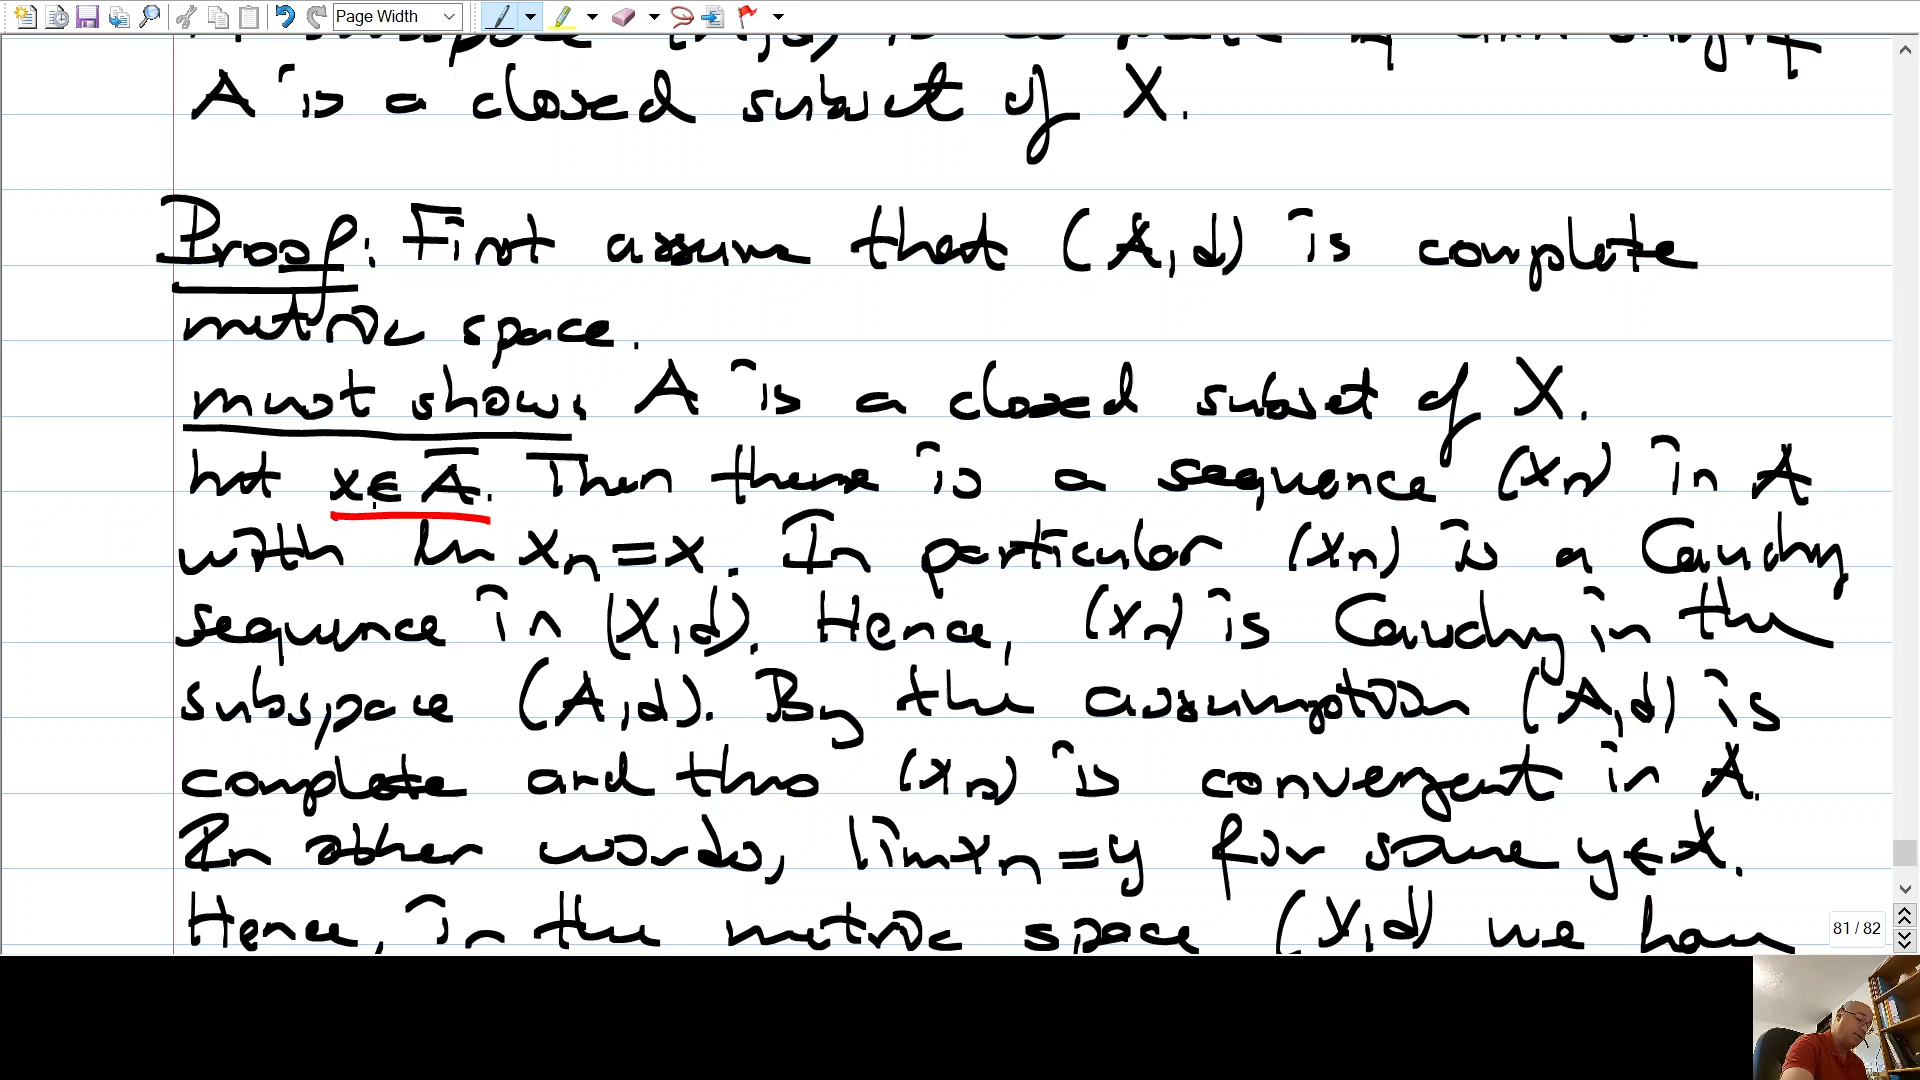 Page Width
A is a closed subset of X.
Proof: First assume that (A,d) is complete
metric space.
must show: A is a closed subset of X.
Let x∈A̅. Then there is a sequence (xn) in A
with lim xn=x. In particular (xn) is a Cauchy
sequence in (X,d). Hence, (xn) is Cauchy in the
subspace (A,d). By the assumption (A,d) is
complete and thus (xn) is convergent in A.
In other words, lim xn=y for some y∈A.
Hence, in the metric space (X,d) we have
81 / 82